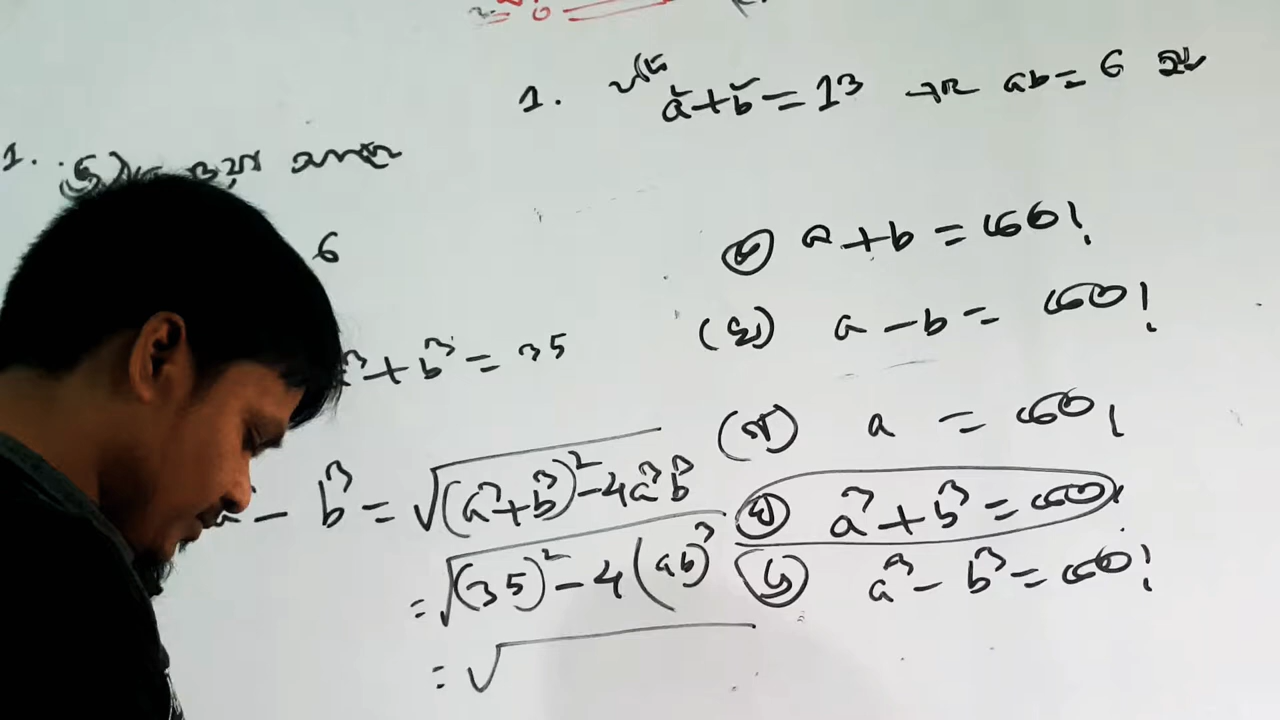 1. যদি a²+b² = 13 এবং ab = 6 হয়
(ক) a+b = কত!
(খ) a-b = কত!
(গ) a = কত!
(ঘ) a³+b³ = কত!
(ঙ) a³-b³ = কত!
1.
6
a³+b³ = 35
a³ - b³ = √(a³+b³)²-4a³b³
= √(35)²-4(ab)³
= √